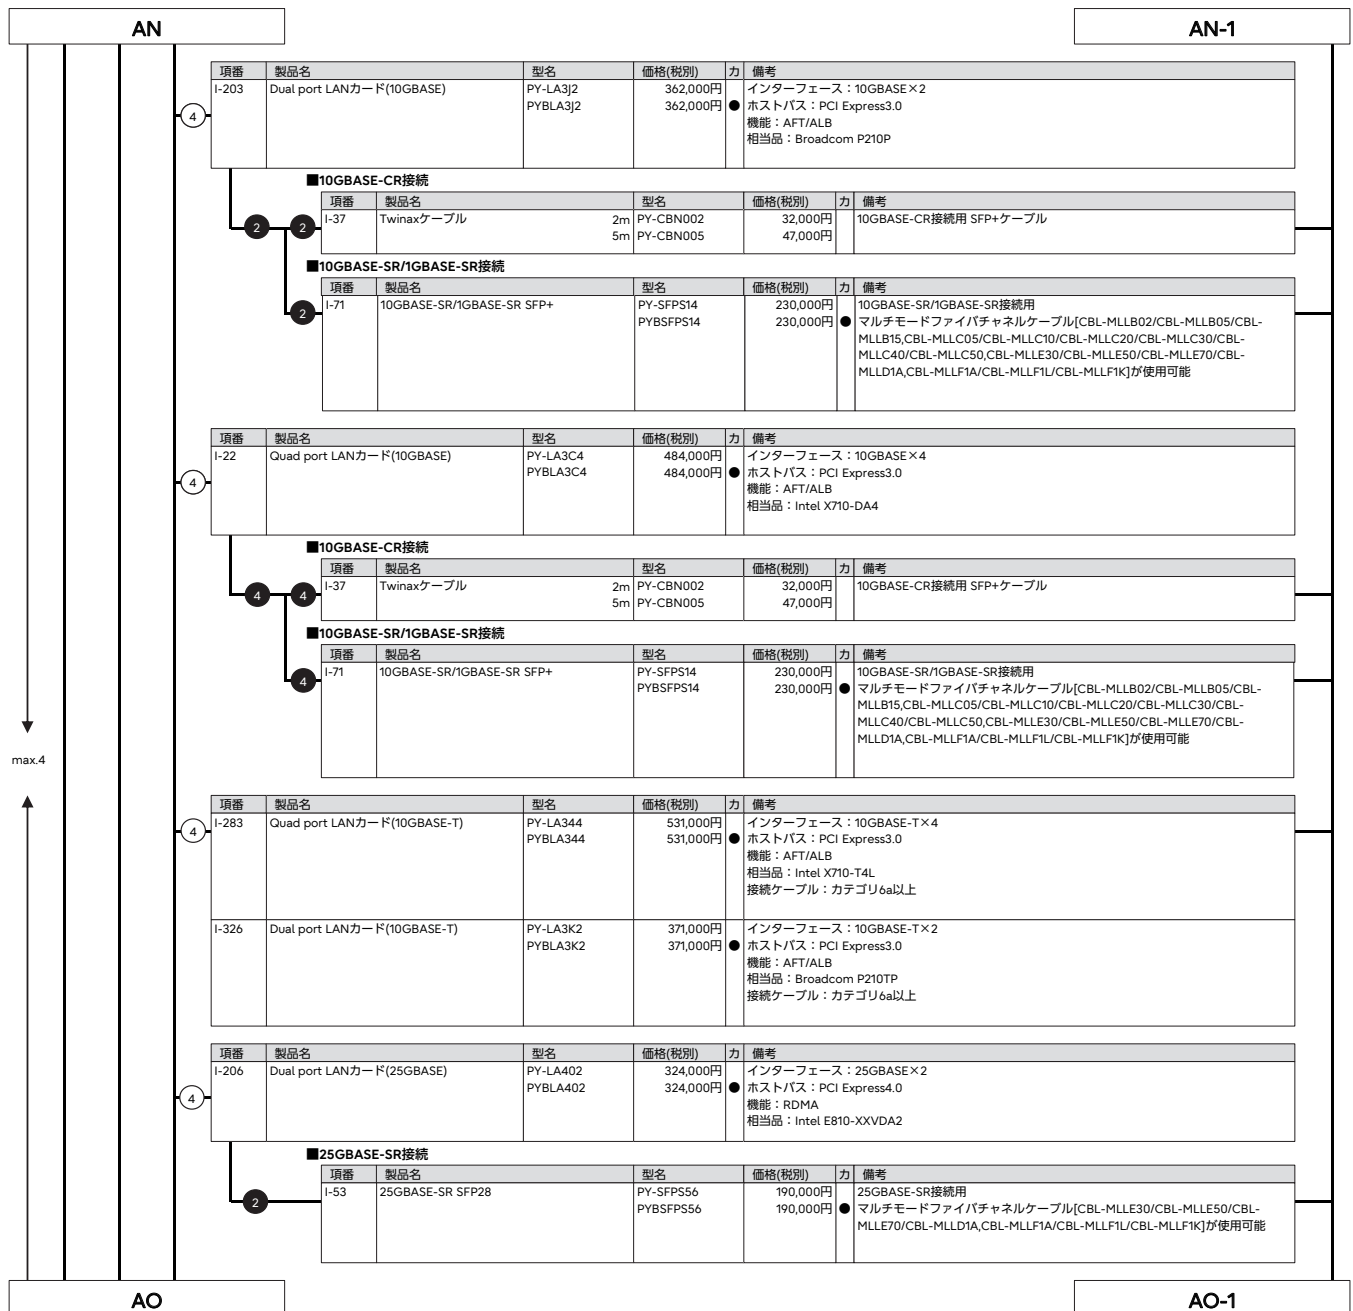 AN
AN-1
項番 製品名 型名 価格(税別) カ 備考
I-203 Dual port LANカード(10GBASE) PY-LA3J2 362,000円 インターフェース：10GBASE×2
PYBLA3J2 362,000円 ● ホストバス：PCI Express3.0
機能：AFT/ALB
相当品：Broadcom P210P
4
■10GBASE-CR接続
項番 製品名 型名 価格(税別) カ 備考
I-37 Twinaxケーブル 2m PY-CBN002 32,000円 10GBASE-CR接続用 SFP+ケーブル
2 2
5m PY-CBN005 47,000円
■10GBASE-SR/1GBASE-SR接続
項番 製品名 型名 価格(税別) カ 備考
I-71 10GBASE-SR/1GBASE-SR SFP+ PY-SFPS14 230,000円 10GBASE-SR/1GBASE-SR接続用
2
PYBSFPS14 230,000円 ● マルチモードファイバチャネルケーブル[CBL-MLLB02/CBL-MLLB05/CBL-
MLLB15,CBL-MLLC05/CBL-MLLC10/CBL-MLLC20/CBL-MLLC30/CBL-
MLLC40/CBL-MLLC50,CBL-MLLE30/CBL-MLLE50/CBL-MLLE70/CBL-
MLLD1A,CBL-MLLF1A/CBL-MLLF1L/CBL-MLLF1K]が使用可能
項番 製品名 型名 価格(税別) カ 備考
I-22 Quad port LANカード(10GBASE) PY-LA3C4 484,000円 インターフェース：10GBASE×4
PYBLA3C4 484,000円 ● ホストバス：PCI Express3.0
4
機能：AFT/ALB
相当品：Intel X710-DA4
■10GBASE-CR接続
項番 製品名 型名 価格(税別) カ 備考
I-37 Twinaxケーブル 2m PY-CBN002 32,000円 10GBASE-CR接続用 SFP+ケーブル
4 4
5m PY-CBN005 47,000円
■10GBASE-SR/1GBASE-SR接続
項番 製品名 型名 価格(税別) カ 備考
I-71 10GBASE-SR/1GBASE-SR SFP+ PY-SFPS14 230,000円 10GBASE-SR/1GBASE-SR接続用
4
PYBSFPS14 230,000円 ● マルチモードファイバチャネルケーブル[CBL-MLLB02/CBL-MLLB05/CBL-
MLLB15,CBL-MLLC05/CBL-MLLC10/CBL-MLLC20/CBL-MLLC30/CBL-
MLLC40/CBL-MLLC50,CBL-MLLE30/CBL-MLLE50/CBL-MLLE70/CBL-
MLLD1A,CBL-MLLF1A/CBL-MLLF1L/CBL-MLLF1K]が使用可能
max.4
項番 製品名 型名 価格(税別) カ 備考
I-283 Quad port LANカード(10GBASE-T) PY-LA344 531,000円 インターフェース：10GBASE-T×4
4
PYBLA344 531,000円 ● ホストバス：PCI Express3.0
機能：AFT/ALB
相当品：Intel X710-T4L
接続ケーブル：カテゴリ6a以上
I-326 Dual port LANカード(10GBASE-T) PY-LA3K2 371,000円 インターフェース：10GBASE-T×2
PYBLA3K2 371,000円 ● ホストバス：PCI Express3.0
機能：AFT/ALB
相当品：Broadcom P210TP
接続ケーブル：カテゴリ6a以上
項番 製品名 型名 価格(税別) カ 備考
I-206 Dual port LANカード(25GBASE) PY-LA402 324,000円 インターフェース：25GBASE×2
PYBLA402 324,000円 ● ホストバス：PCI Express4.0
4
機能：RDMA
相当品：Intel E810-XXVDA2
■25GBASE-SR接続
項番 製品名 型名 価格(税別) カ 備考
I-53 25GBASE-SR SFP28 PY-SFPS56 190,000円 25GBASE-SR接続用
2
PYBSFPS56 190,000円 ● マルチモードファイバチャネルケーブル[CBL-MLLE30/CBL-MLLE50/CBL-
MLLE70/CBL-MLLD1A,CBL-MLLF1A/CBL-MLLF1L/CBL-MLLF1K]が使用可能
AO
AO-1